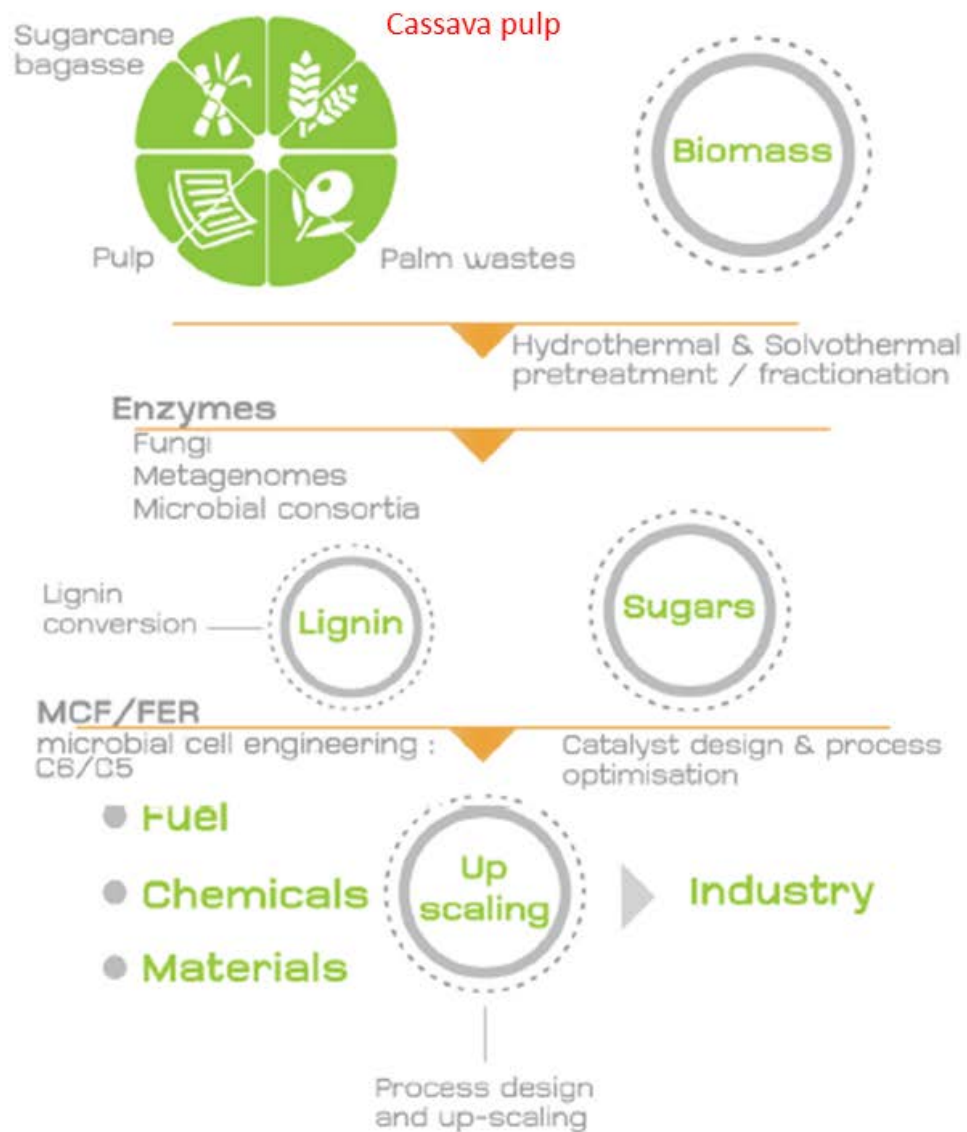 Cassava pulp
Sugarcane
bagasse
Biomass
Pulp
Palm wastes
Hydrothermal & Solvothermal
pretreatment / fractionation
Enzymes
Fungi
Metagenomes
Microbial consortia
Lignin
conversion
Lignin
Sugars
MCF/FER
microbial cell engineering :
C6/C5
Catalyst design & process
optimisation
Fuel
Chemicals
Materials
Up
scaling
Industry
Process design
and up-scaling